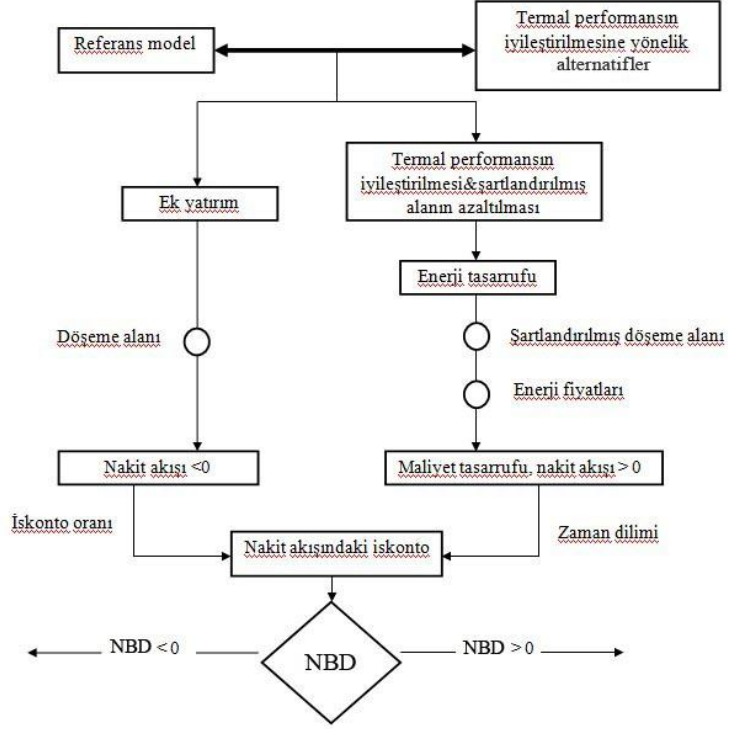 Referans model
Termal performansın
iyileştirilmesine yönelik
alternatifler
Termal performansın
iyileştirilmesi&şartlandırılmış
alanın azaltılması
Ek yatırım
Enerji tasarrufu
Döşeme alanı
Şartlandırılmış döşeme alanı
Enerji fiyatları
Nakit akışı <0
Maliyet tasarrufu, nakit akışı > 0
İskonto oranı
Zaman dilimi
Nakit akışındaki iskonto
NBD < 0
NBD
NBD > 0